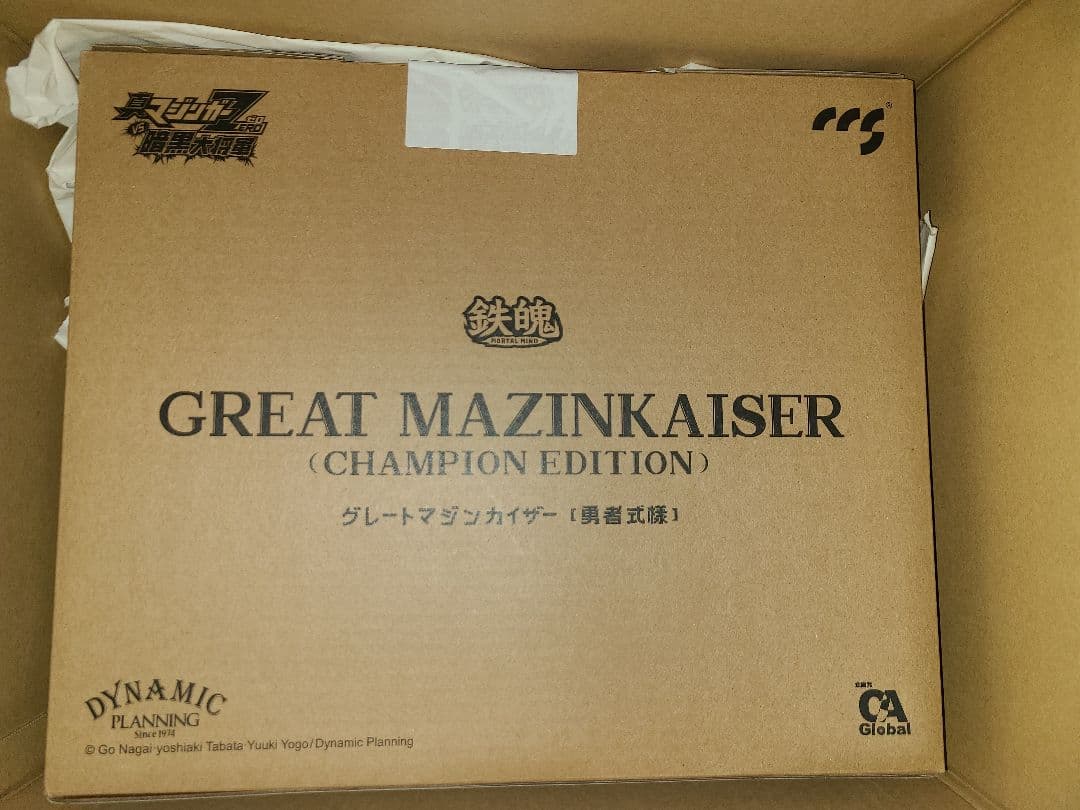 真マジンガーZERO
VS
暗黒大将軍
CCS®
鉄魄
MORTAL MIND
GREAT MAZINKAISER
(CHAMPION EDITION)
グレートマジンカイザー [勇者式様]
DYNAMIC
PLANNING
Since 1974
© Go Nagai·yoshiaki Tabata·Yuuki Yogo/Dynamic Planning
CA
Global